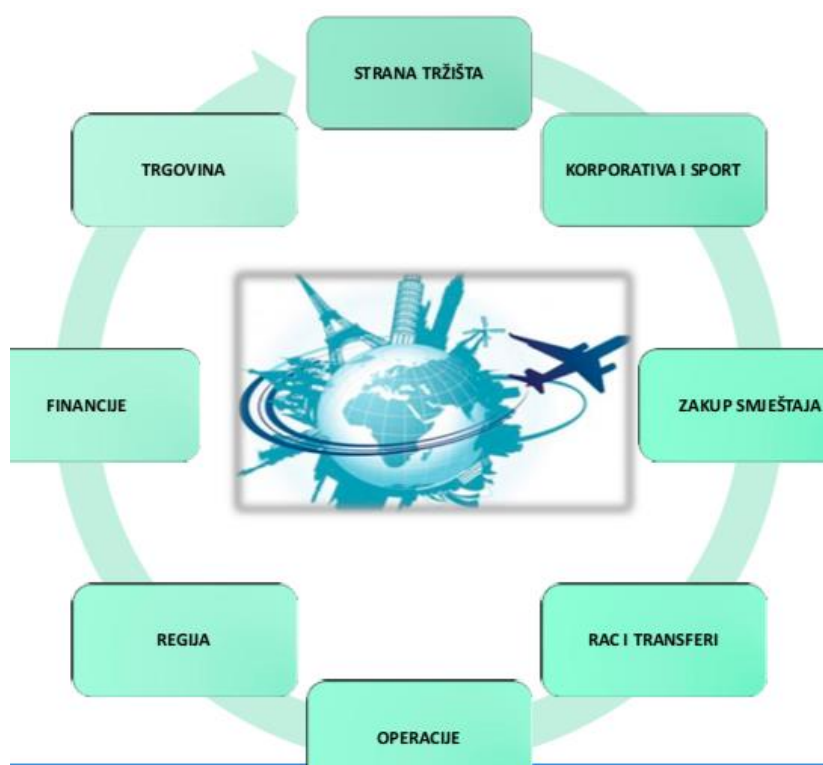 STRANA TRŽIŠTA
KORPORATIVA I SPORT
ZAKUP SMJEŠTAJA
RAC I TRANSFERI
OPERACIJE
REGIJA
FINANCIJE
TRGOVINA